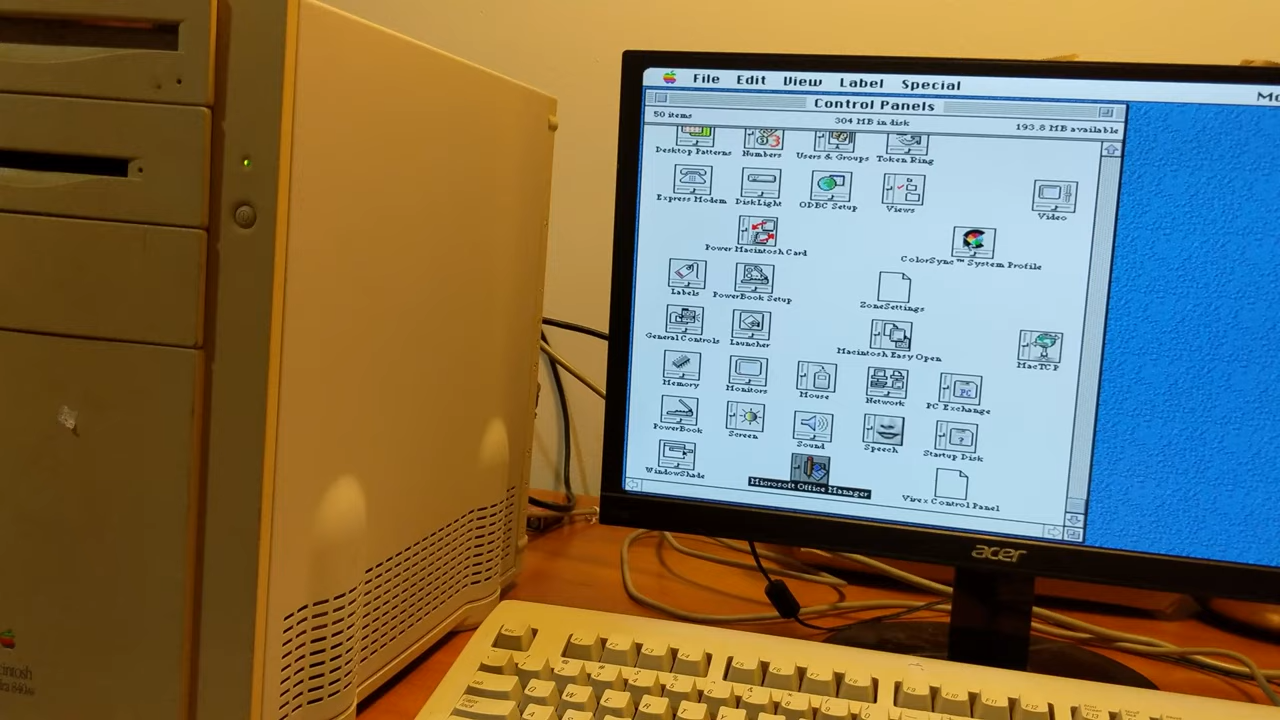 File Edit View Label Special
Control Panels
50 items 304 MB in disk 193.8 MB available
Desktop Patterns Numbers Users & Groups Token Ring
Express Modem DiskLight ODBC Setup Views Video
Power Macintosh Card ColorSync™ System Profile
Labels PowerBook Setup ZoneSettings
General Controls Launcher Macintosh Easy Open MacTCP
Memory Monitors Mouse Network PC Exchange
PowerBook Screen Sound Speech Startup Disk
WindowShade Microsoft Office Manager Virex Control Panel
acer